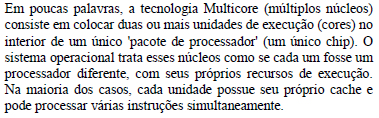 Em poucas palavras, a tecnologia Multicore (múltiplos núcleos)
consiste em colocar duas ou mais unidades de execução (cores) no
interior de um único 'pacote de processador' (um único chip). O
sistema operacional trata esses núcleos como se cada um fosse um
processador diferente, com seus próprios recursos de execução.
Na maioria dos casos, cada unidade possue seu próprio cache e
pode processar várias instruções simultaneamente.